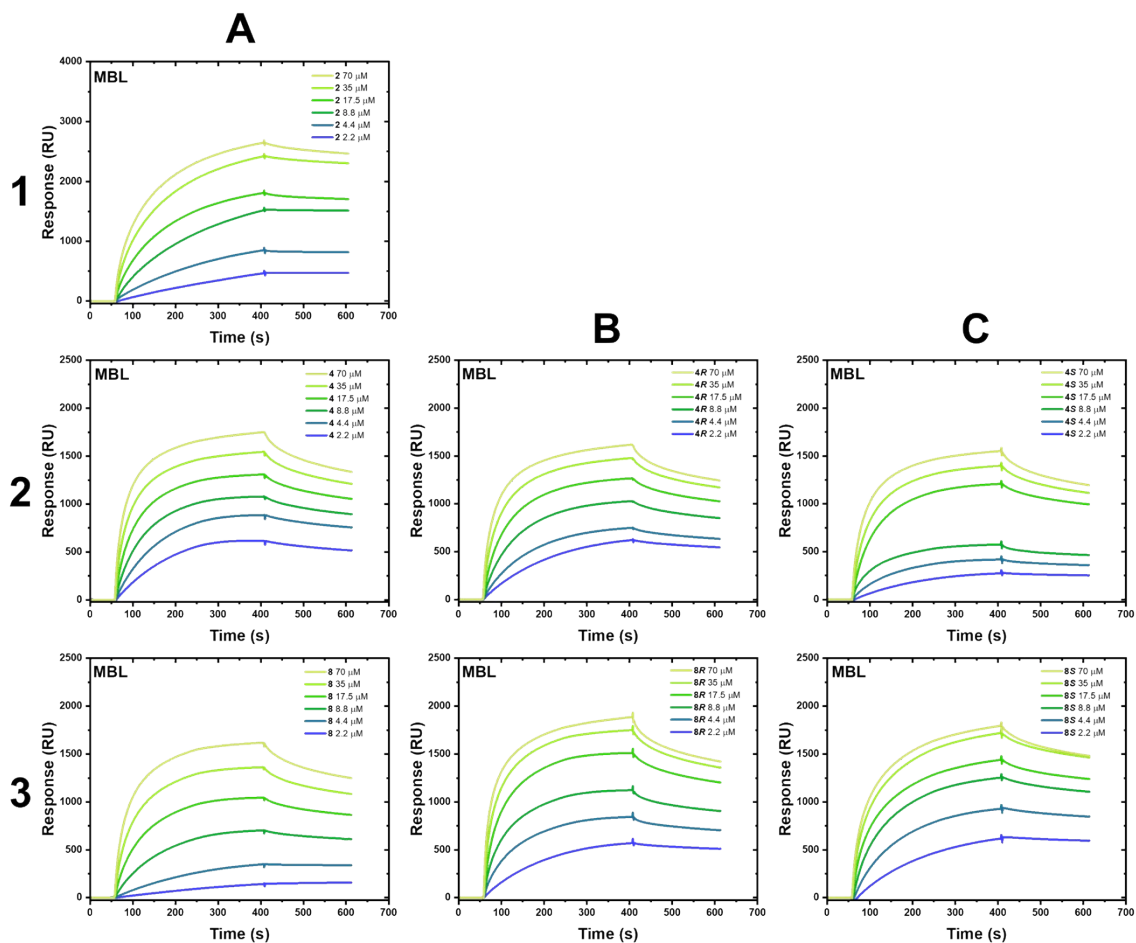 A
1
MBL
2 70 μM
2 35 μM
2 17.5 μM
2 8.8 μM
2 4.4 μM
2 2.2 μM
4000
3000
2000
1000
0
Response (RU)
0 100 200 300 400 500 600 700
Time (s)
B
C
2
MBL
4 70 μM
4 35 μM
4 17.5 μM
4 8.8 μM
4 4.4 μM
4 2.2 μM
2500
2000
1500
1000
500
0
Response (RU)
0 100 200 300 400 500 600 700
Time (s)
MBL
4R 70 μM
4R 35 μM
4R 17.5 μM
4R 8.8 μM
4R 4.4 μM
4R 2.2 μM
2500
2000
1500
1000
500
0
Response (RU)
0 100 200 300 400 500 600 700
Time (s)
MBL
4S 70 μM
4S 35 μM
4S 17.5 μM
4S 8.8 μM
4S 4.4 μM
4S 2.2 μM
2500
2000
1500
1000
500
0
Response (RU)
0 100 200 300 400 500 600 700
Time (s)
3
MBL
8 70 μM
8 35 μM
8 17.5 μM
8 8.8 μM
8 4.4 μM
8 2.2 μM
2500
2000
1500
1000
500
0
Response (RU)
0 100 200 300 400 500 600 700
Time (s)
MBL
8R 70 μM
8R 35 μM
8R 17.5 μM
8R 8.8 μM
8R 4.4 μM
8R 2.2 μM
2500
2000
1500
1000
500
0
Response (RU)
0 100 200 300 400 500 600 700
Time (s)
MBL
8S 70 μM
8S 35 μM
8S 17.5 μM
8S 8.8 μM
8S 4.4 μM
8S 2.2 μM
2500
2000
1500
1000
500
0
Response (RU)
0 100 200 300 400 500 600 700
Time (s)